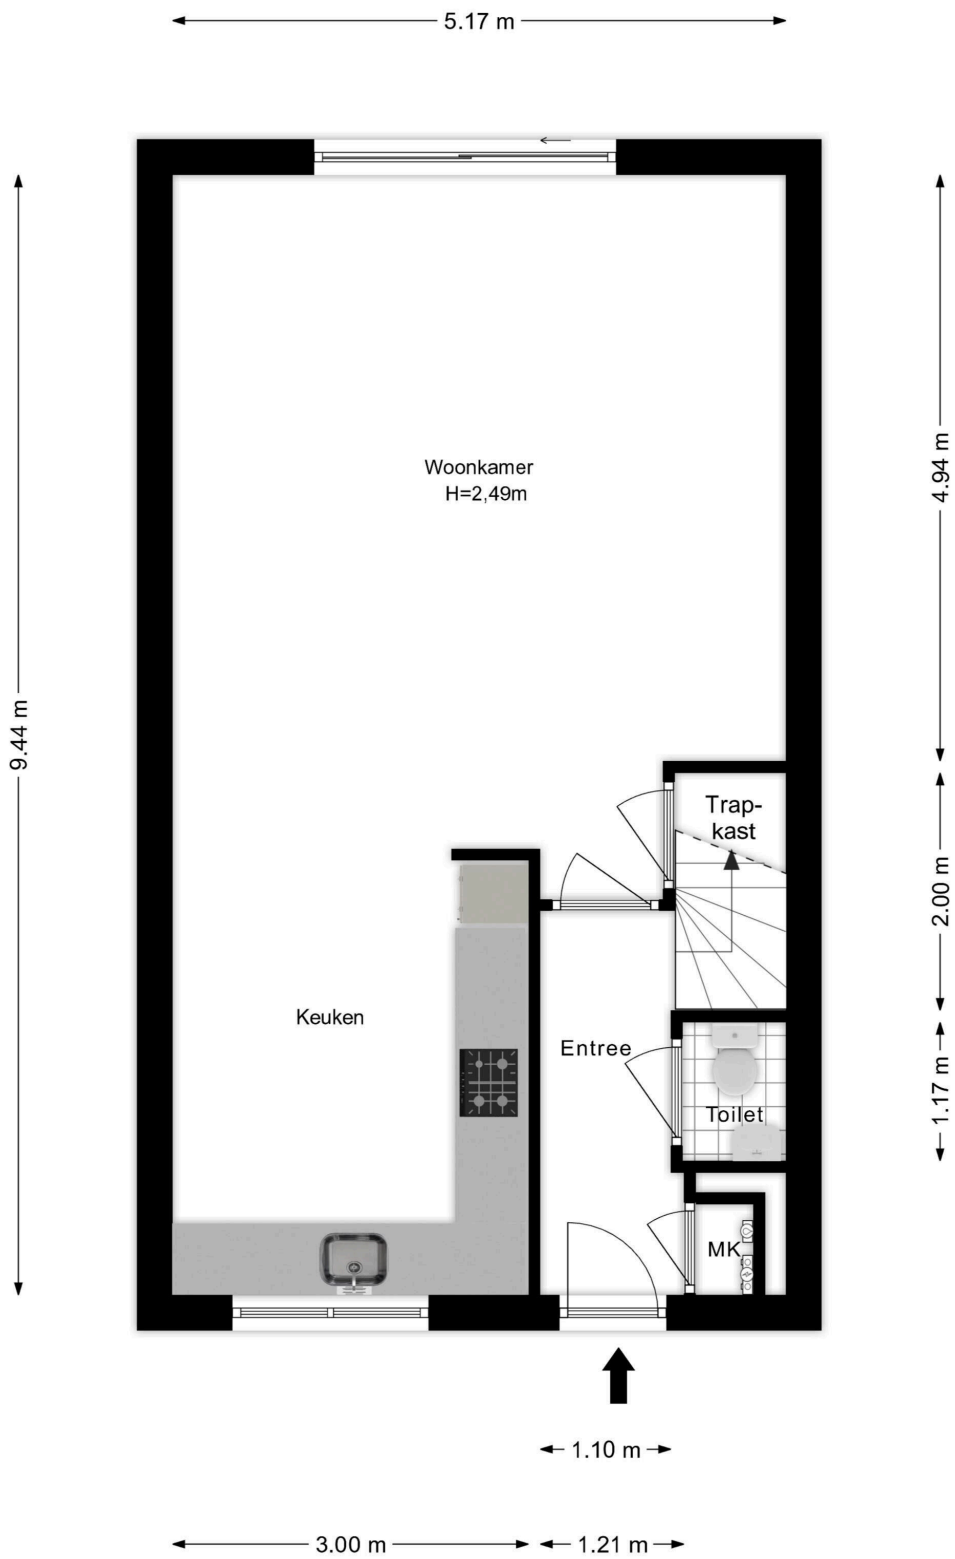 5.17 m
9.44 m
4.94 m
Woonkamer
H=2,49m
Trap-
kast
2.00 m
Keuken
Entree
Toilet
1.17 m
MK
1.10 m
3.00 m
1.21 m